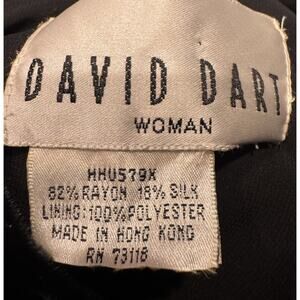 DAVID DART
WOMAN
HHU579X
82% RAYON 18% SILK
LINING: 100% POLYESTER
MADE IN HONG KONG
RN 73118